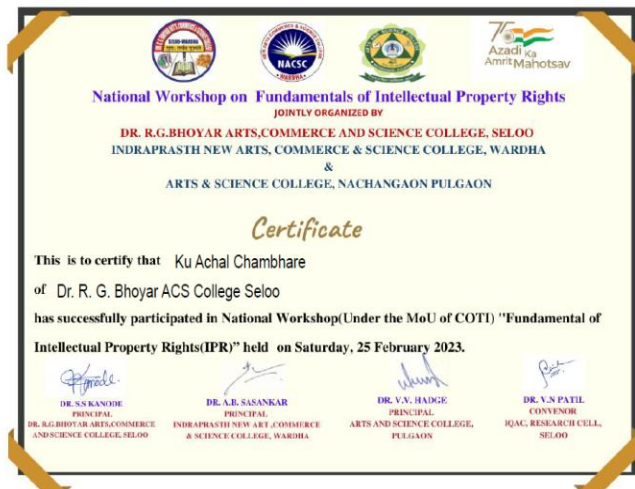 SELOO-WARDHA
NACSC
WARDHA
75
Azadi Ka
Amrit Mahotsav
National Workshop on Fundamentals of Intellectual Property Rights
JOINTLY ORGANIZED BY
DR. R.G.BHOYAR ARTS,COMMERCE AND SCIENCE COLLEGE, SELOO
INDRAPRASTH NEW ARTS, COMMERCE & SCIENCE COLLEGE, WARDHA
&
ARTS & SCIENCE COLLEGE, NACHANGAON PULGAON
Certificate
This is to certify that Ku Achal Chambhare
of Dr. R. G. Bhoyar ACS College Seloo
has successfully participated in National Workshop(Under the MoU of COTI) "Fundamental of
Intellectual Property Rights(IPR)” held on Saturday, 25 February 2023.
DR. S.S KANODE
PRINCIPAL
DR. R.G.BHOYAR ARTS,COMMERCE
AND SCIENCE COLLEGE, SELOO
DR. A.B. SASANKAR
PRINCIPAL
INDRAPRASTH NEW ART ,COMMERCE
& SCIENCE COLLEGE, WARDHA
DR. V.V. HADGE
PRINCIPAL
ARTS AND SCIENCE COLLEGE,
PULGAON
DR. V.N PATIL
CONVENOR
IQAC, RESEARCH CELL,
SELOO